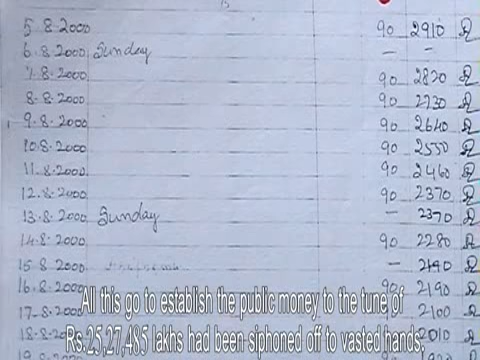 5.8.2000 90 2910
6.8.2000 Sunday – –
7.8.2000 90 2820
8.8.2000 90 2730
9.8.2000 90 2640
10.8.2000 90 2550
11.8.2000 90 2460
12.8.2000 90 2370
13.8.2000 Sunday – 2370
14.8.2000 90 2280
15 8 2000 –
16.8.2000 90 2190
17.8.2000 2100
18.8.2000 2010
All this go to establish the public money to the tune of
Rs.25,27,485 lakhs had been siphoned off to vasted hands.